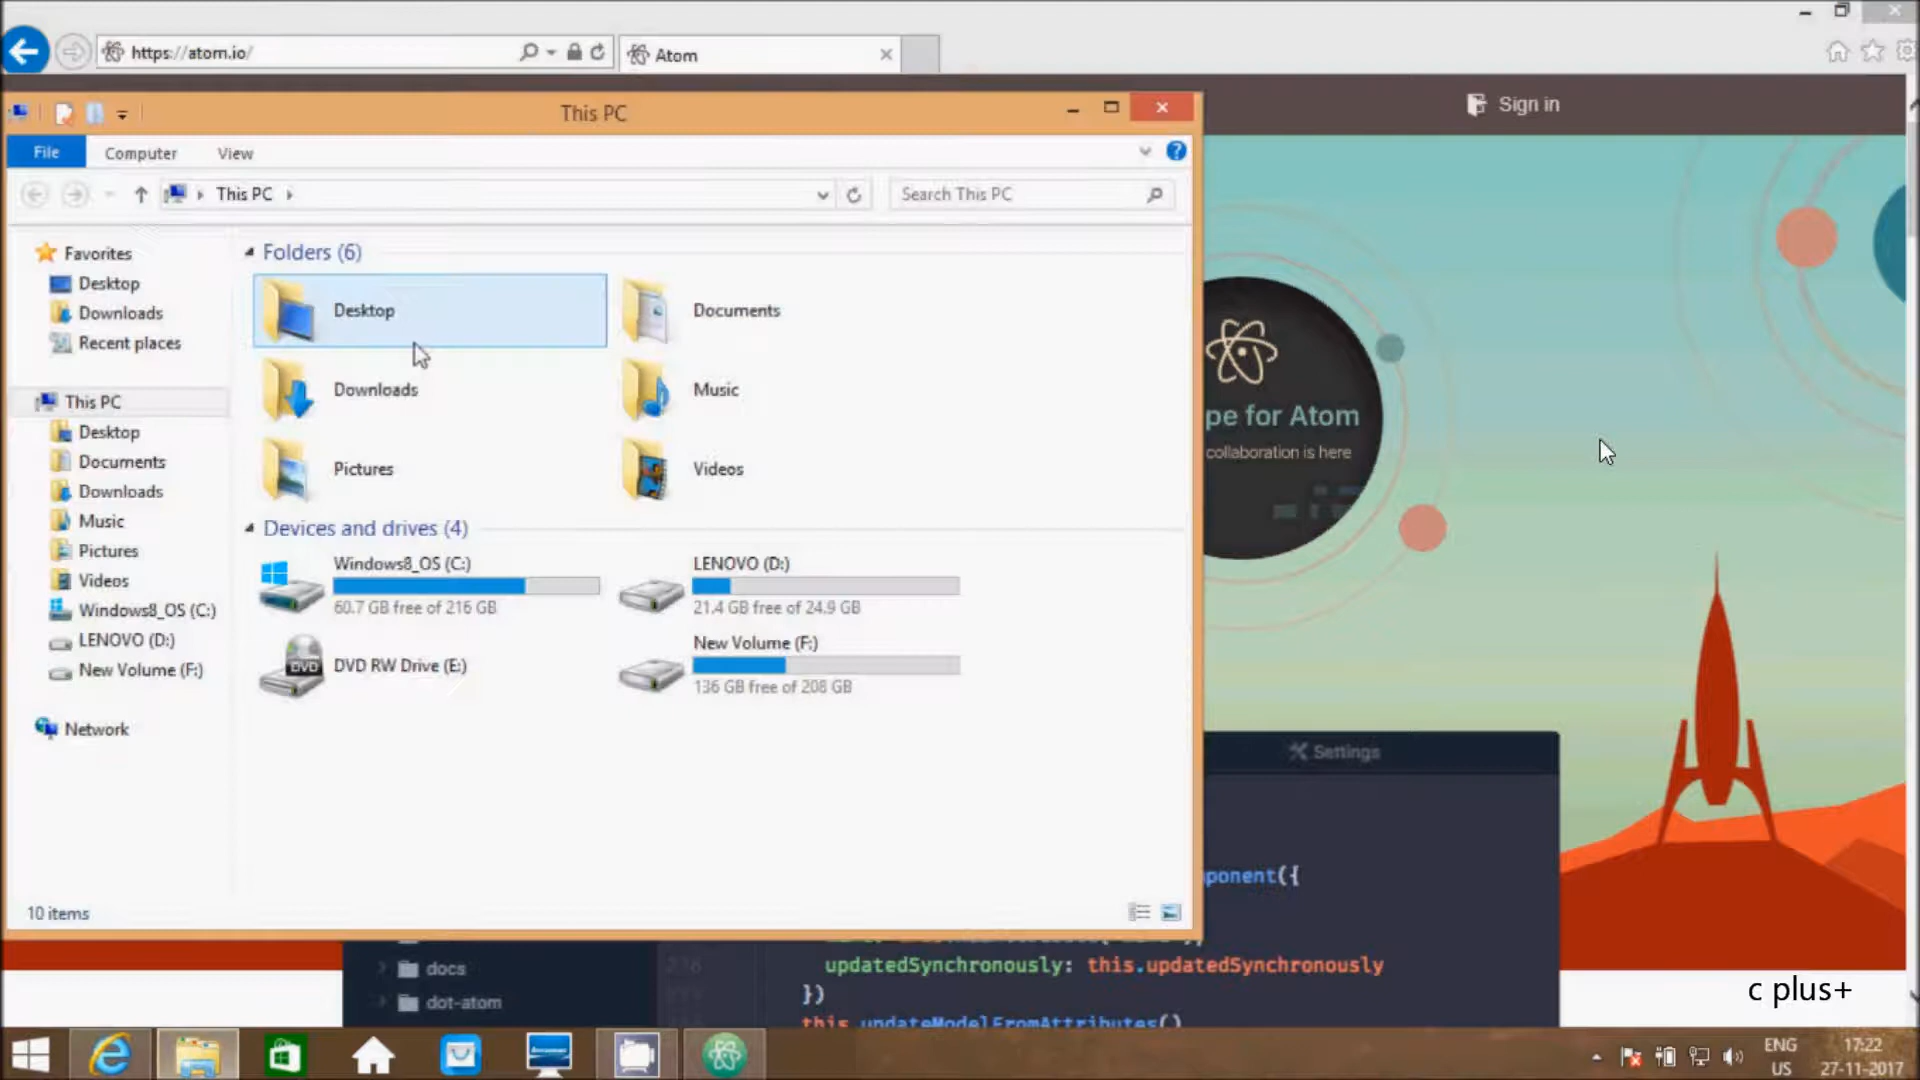 https://atom.io/
Atom
Sign in
This PC
File
Computer
View
This PC
Search This PC
Favorites
Desktop
Downloads
Recent places
This PC
Desktop
Documents
Downloads
Music
Pictures
Videos
Windows8_OS (C:)
LENOVO (D:)
New Volume (F:)
Network
Folders (6)
Desktop
Documents
Downloads
Music
Pictures
Videos
Devices and drives (4)
Windows8_OS (C:)
60.7 GB free of 216 GB
LENOVO (D:)
21.4 GB free of 24.9 GB
DVD
DVD RW Drive (E:)
New Volume (F:)
136 GB free of 208 GB
10 items
pe for Atom
collaboration is here
Settings
ponent({
docs
dot-atom
updatedSynchronously: this.updatedSynchronously
})
this.updateModelFromAttributes()
c plus+
ENG
US
17:22
27-11-2017